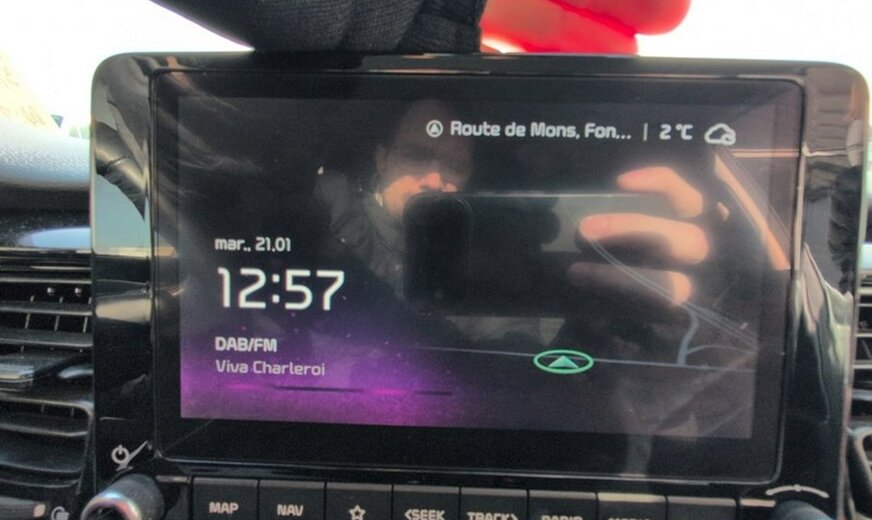 Route de Mons, Fon... | 2 °C
mar., 21.01
12:57
DAB/FM
Viva Charleroi
MAP
NAV
<SEEK
TRACK>
RADIO